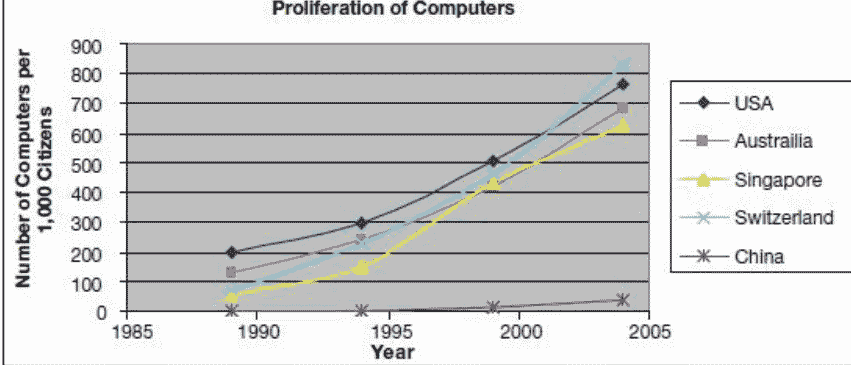 Proliferation of Computers
Number of Computers per
1,000 Citizens
900
800
700
600
500
400
300
200
100
0
1985
1990
1995
2000
2005
Year
USA
Austrailia
Singapore
Switzerland
China